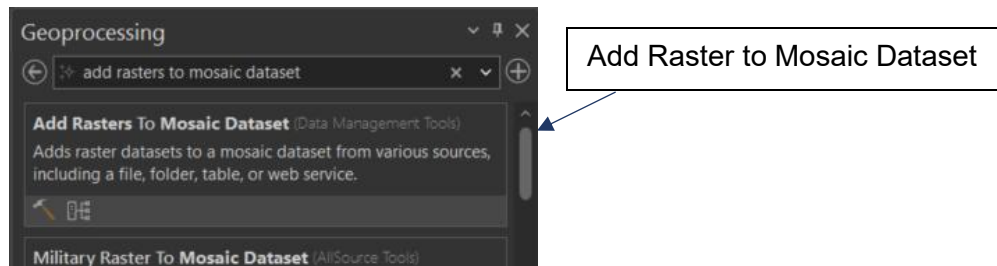 Geoprocessing
add rasters to mosaic dataset
Add Rasters To Mosaic Dataset (Data Management Tools)
Adds raster datasets to a mosaic dataset from various sources,
including a file, folder, table, or web service.
Military Raster To Mosaic Dataset (AllSource Tools)
Add Raster to Mosaic Dataset